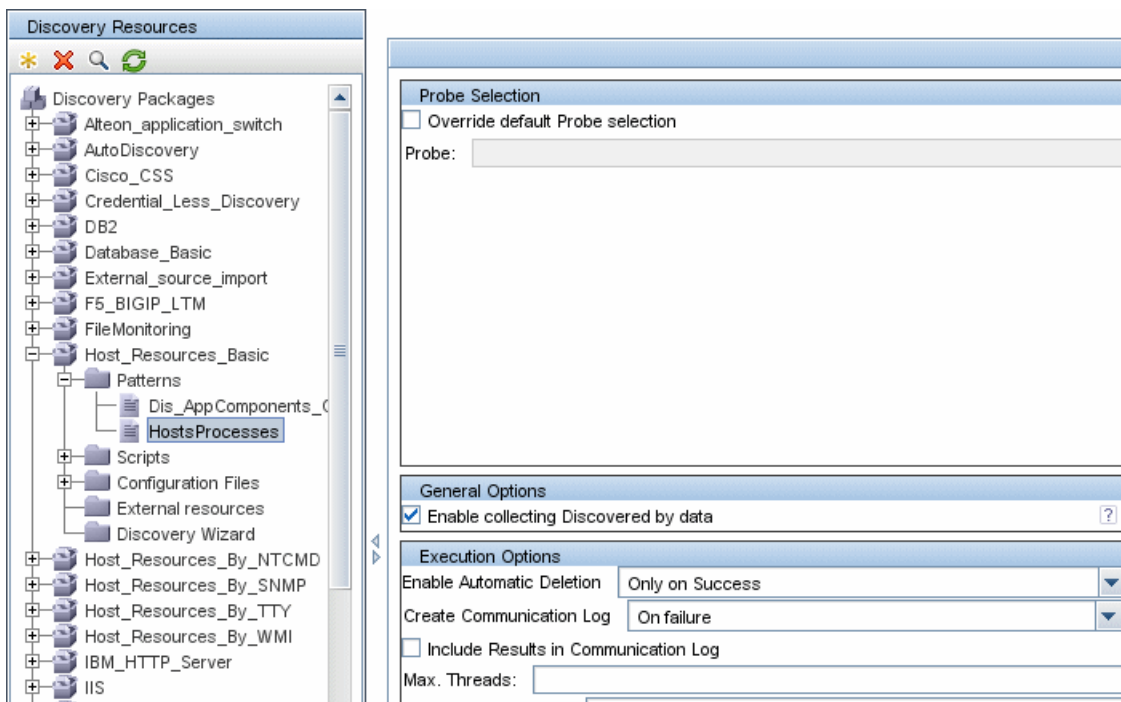 Discovery Resources
Discovery Packages
Alteon_application_switch
AutoDiscovery
Cisco_CSS
Credential_Less_Discovery
DB2
Database_Basic
External_source_import
F5_BIGIP_LTM
FileMonitoring
Host_Resources_Basic
Patterns
Dis_AppComponents_
HostsProcesses
Scripts
Configuration Files
External resources
Discovery Wizard
Host_Resources_By_NTCMD
Host_Resources_By_SNMP
Host_Resources_By_TTY
Host_Resources_By_WMI
IBM_HTTP_Server
IIS
Probe Selection
Override default Probe selection
Probe:
General Options
Enable collecting Discovered by data
?
Execution Options
Enable Automatic Deletion Only on Success
Create Communication Log On failure
Include Results in Communication Log
Max. Threads: